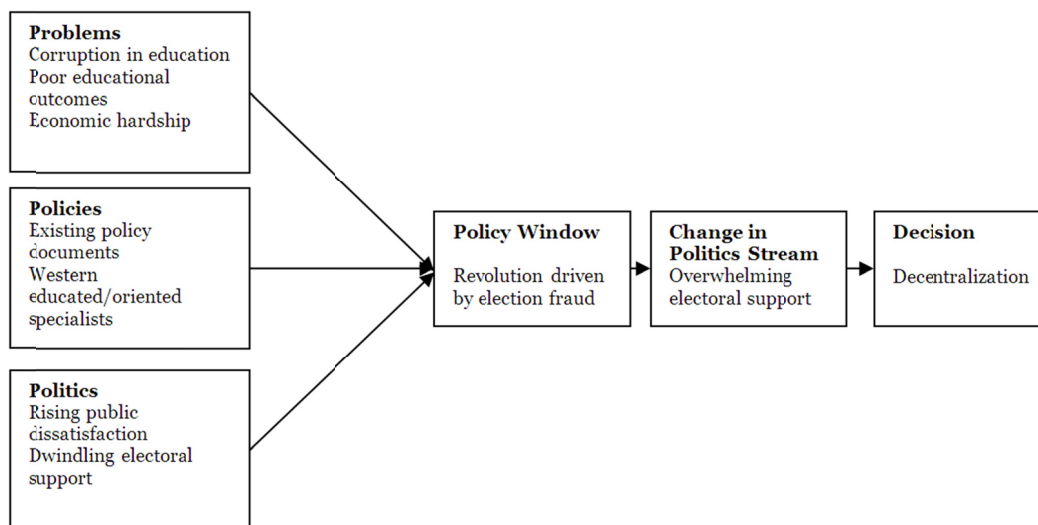 Problems
Corruption in education
Poor educational
outcomes
Economic hardship
Policies
Existing policy
documents
Western
educated/oriented
specialists
Politics
Rising public
dissatisfaction
Dwindling electoral
support
Policy Window
Revolution driven
by election fraud
Change in
Politics Stream
Overwhelming
electoral support
Decision
Decentralization